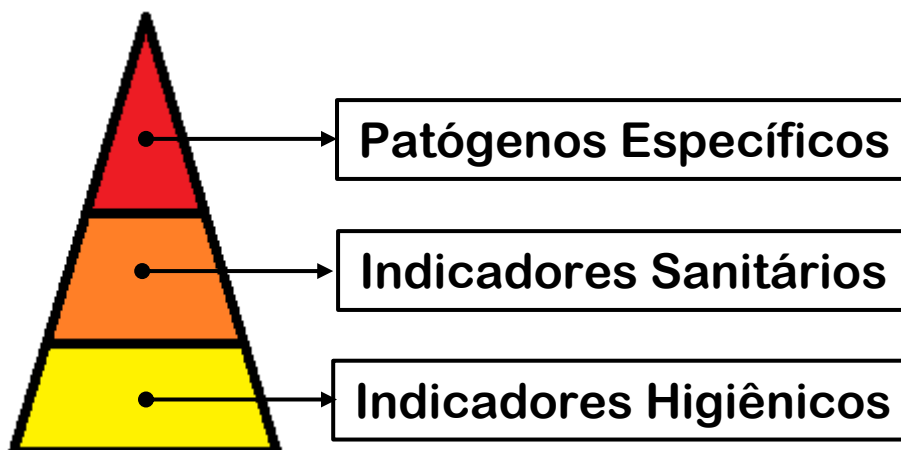 Patógenos Específicos
Indicadores Sanitários
Indicadores Higiênicos